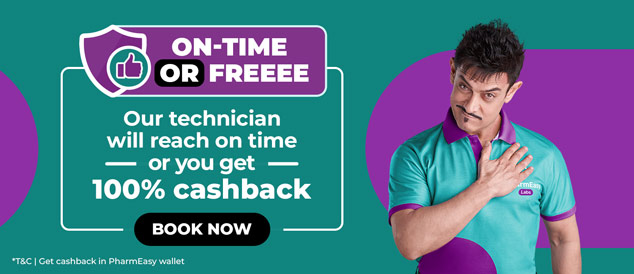 ON-TIME
OR FREEEE
Our technician
will reach on time
or you get
100% cashback
BOOK NOW
*T&C | Get cashback in PharmEasy wallet
Labs